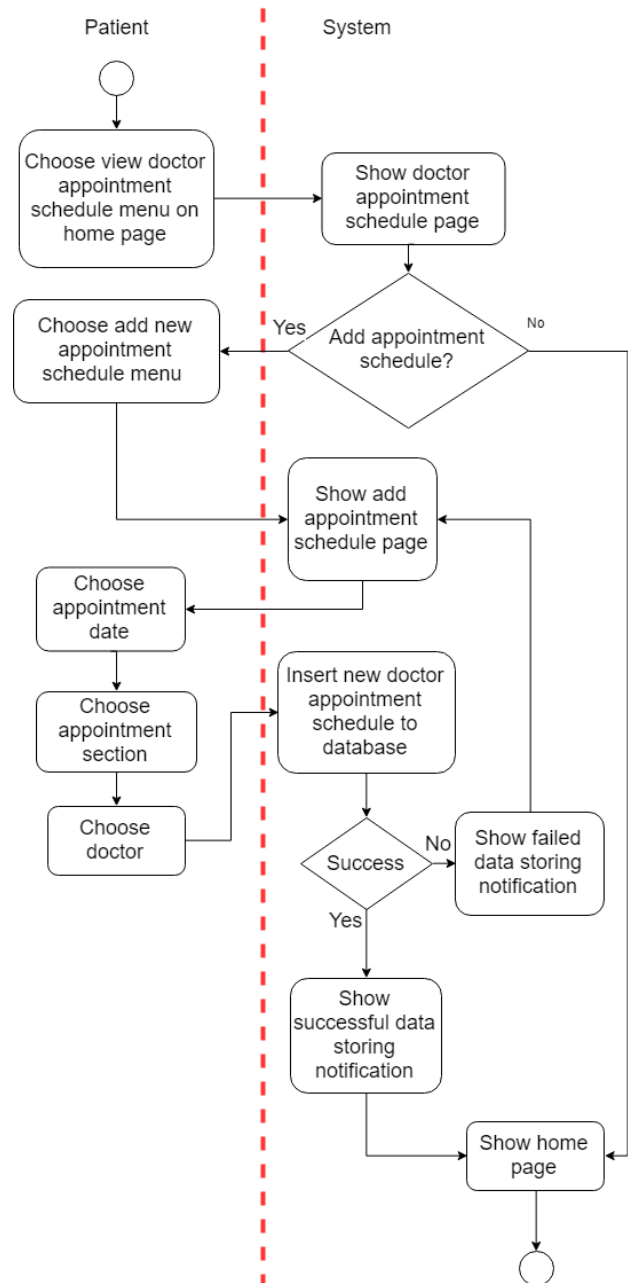 Patient
System
Choose view doctor
appointment
schedule menu on
home page
Show doctor
appointment
schedule page
Choose add new
appointment
schedule menu
Yes
Add appointment
schedule?
No
Show add
appointment
schedule page
Choose
appointment
date
Choose
appointment
section
Choose
doctor
Insert new doctor
appointment
schedule to
database
Success
No
Show failed
data storing
notification
Yes
Show
successful data
storing
notification
Show home
page